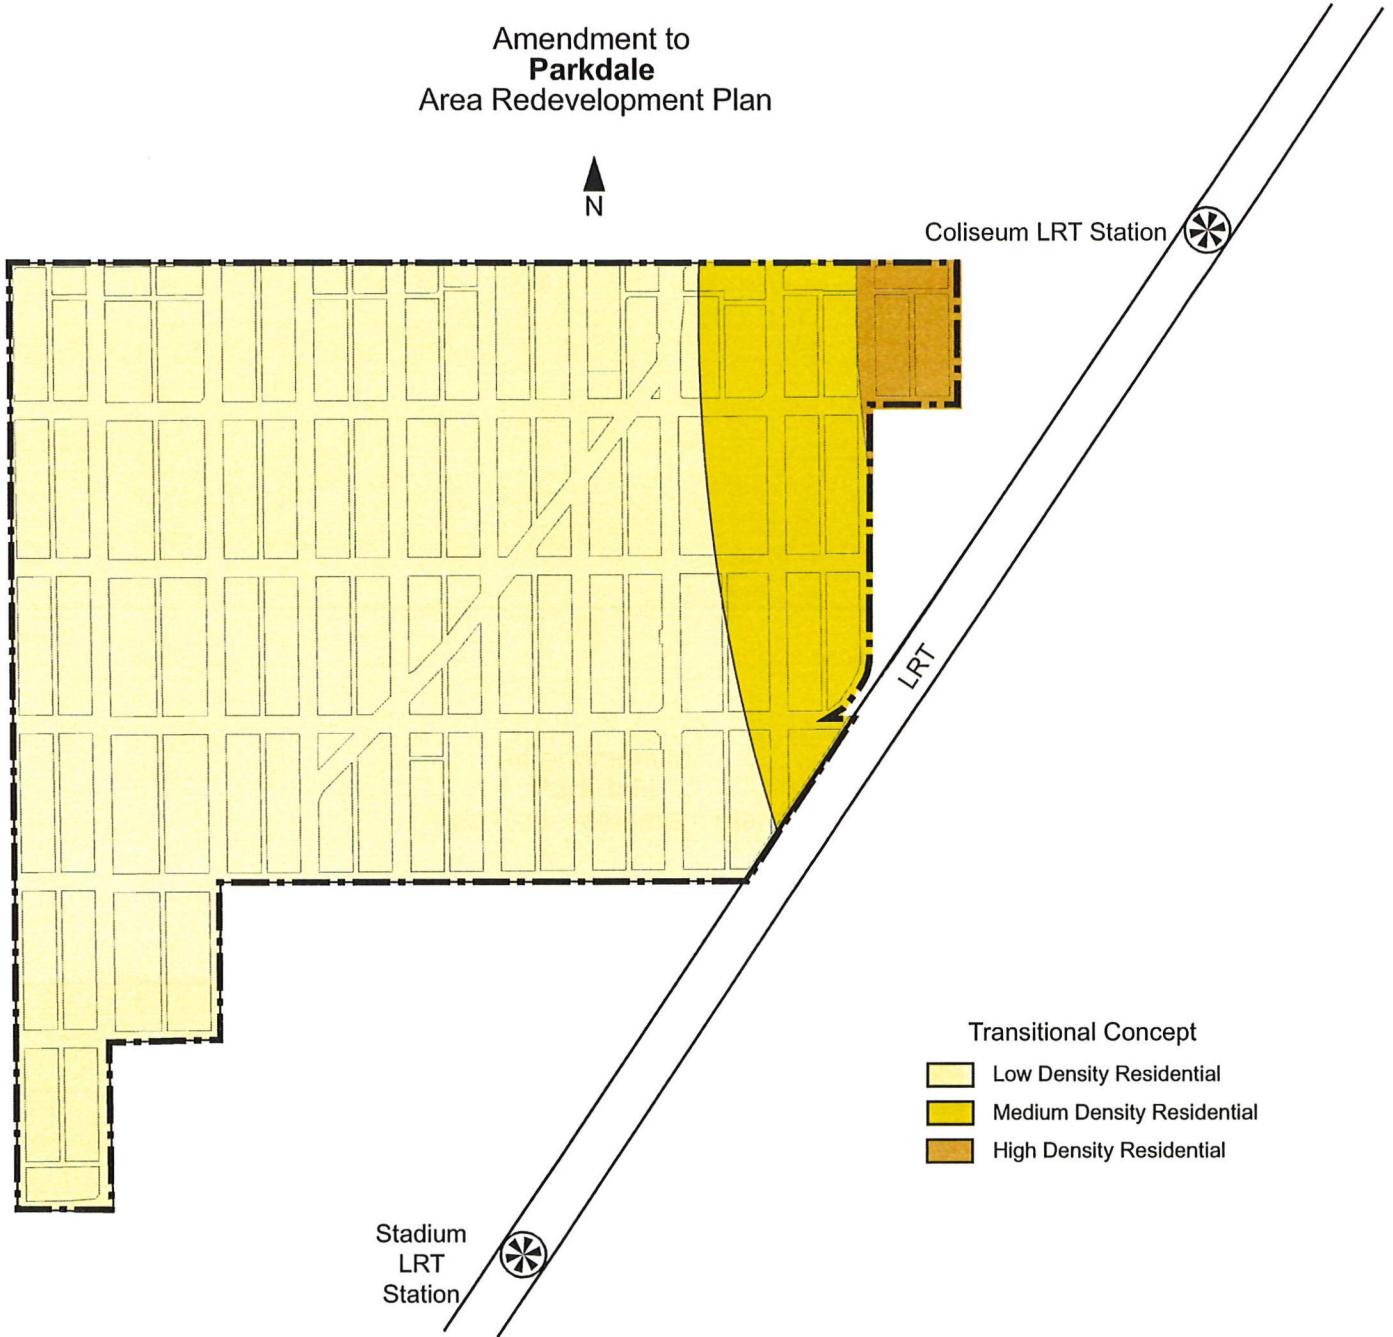 Amendment to
Parkdale
Area Redevelopment Plan
N
Coliseum LRT Station
LRT
Transitional Concept
Low Density Residential
Medium Density Residential
High Density Residential
Stadium
LRT
Station